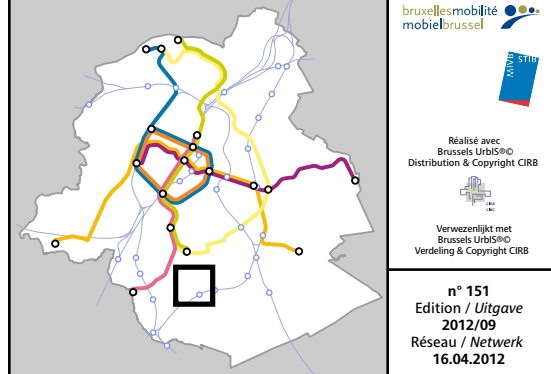 bruxellesmobilité
mobielbrussel
MIVB STIB
Réalisé avec
Brussels UrbIS®©
Distribution & Copyright CIRB
Verwezenlijkt met
Brussels UrbIS®©
Verdeling & Copyright CIRB
n° 151
Edition / Uitgave
2012/09
Réseau / Netwerk
16.04.2012